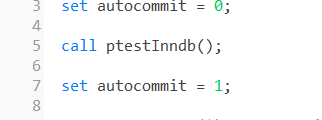 3 set autocommit = 0;
4
5 call ptestInndb();
6
7 set autocommit = 1;
8